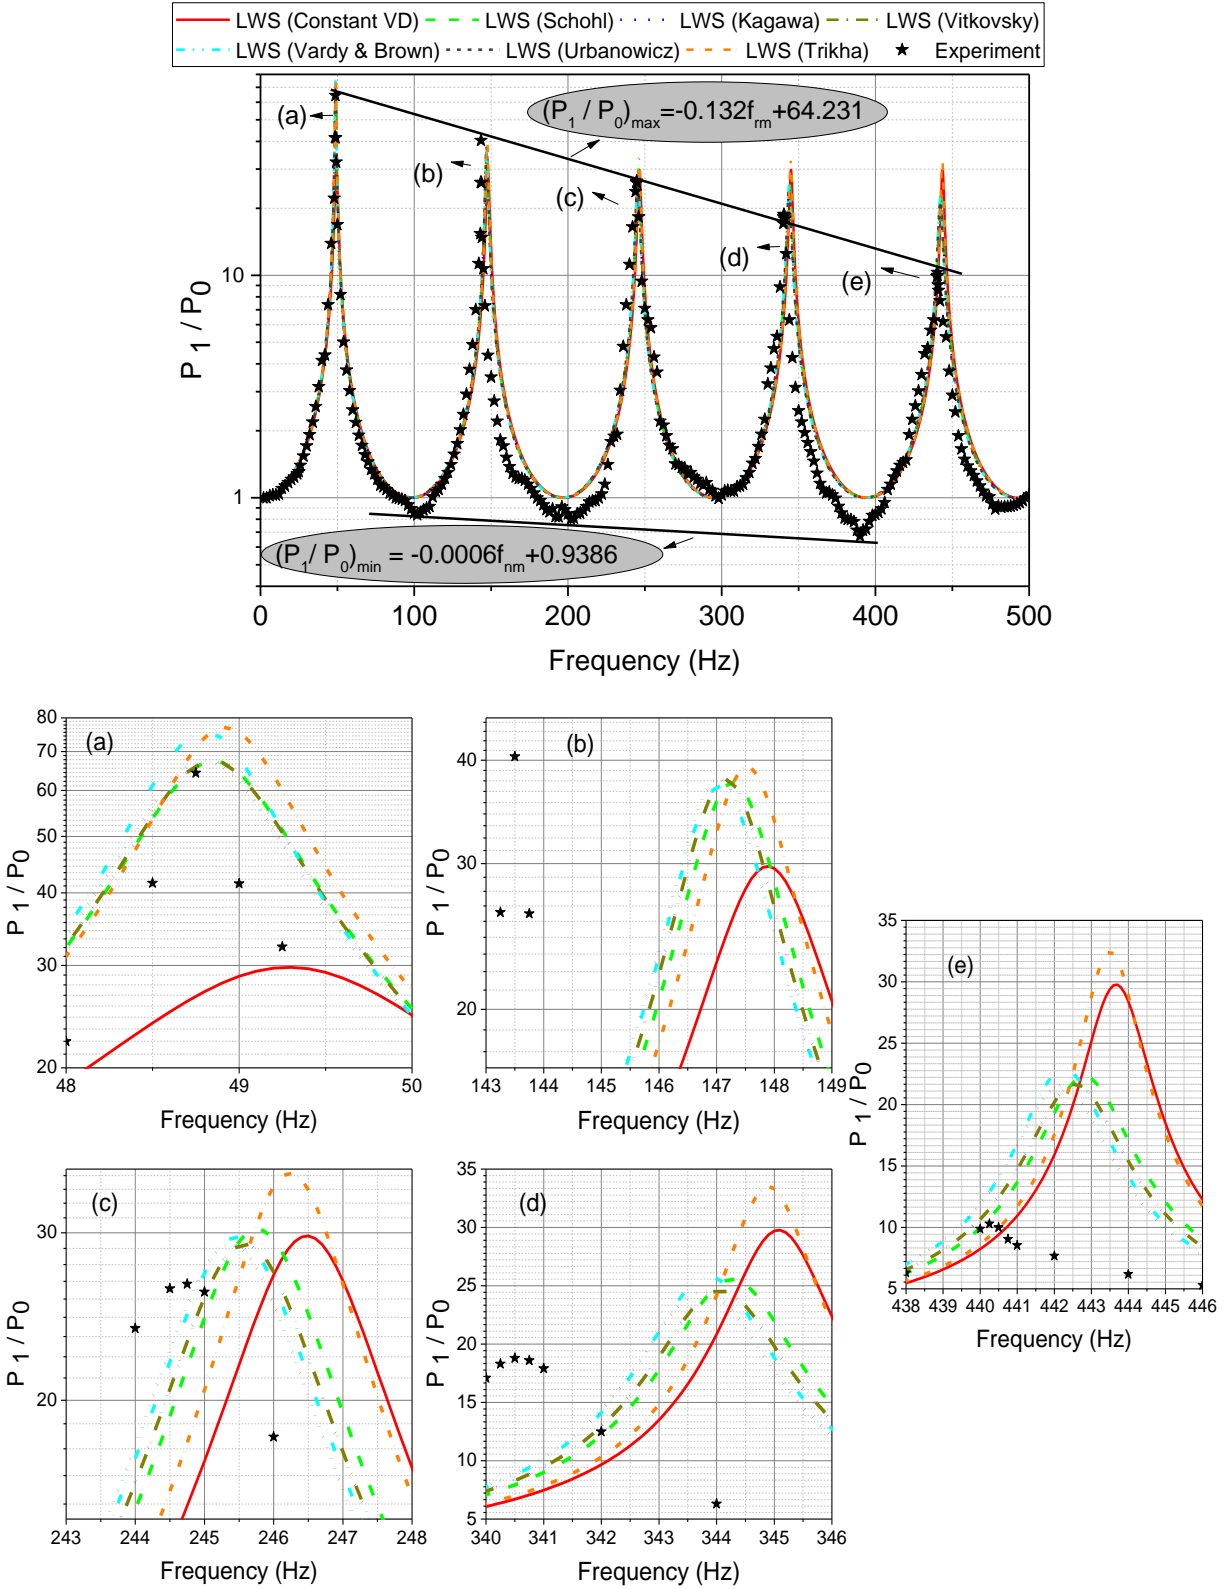 LWS (Constant VD) LWS (Schohl) LWS (Kagawa) LWS (Vitkovsky)
LWS (Vardy & Brown) LWS (Urbanowicz) LWS (Trikha) Experiment
(a)
(P1 / P0)max=-0.132frm+64.231
(b)
(c)
(d)
(e)
10
1
P 1 / P0
(P1/ P0)min = -0.0006fnm+0.9386
0 100 200 300 400 500
Frequency (Hz)
(a)
80
70
60
50
40
30
20
P 1 / P0
48 49 50
Frequency (Hz)
(b)
40
30
20
P 1 / P0
143 144 145 146 147 148 149
Frequency (Hz)
(e)
35
30
25
20
15
10
5
P 1 / P0
438 439 440 441 442 443 444 445 446
Frequency (Hz)
(c)
30
20
P 1 / P0
243 244 245 246 247 248
Frequency (Hz)
(d)
35
30
25
20
15
10
5
P 1 / P0
340 341 342 343 344 345 346
Frequency (Hz)